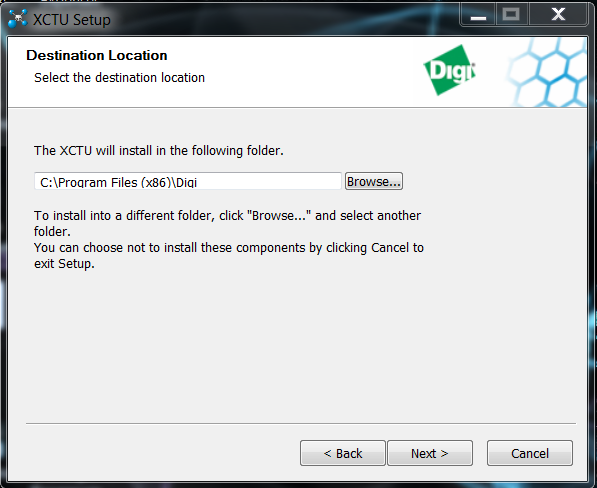 XCTU Setup
Destination Location
Select the destination location
Digi
The XCTU will install in the following folder.
C:\Program Files (x86)\Digi
Browse...
To install into a different folder, click "Browse..." and select another
folder.
You can choose not to install these components by clicking Cancel to
exit Setup.
< Back
Next >
Cancel